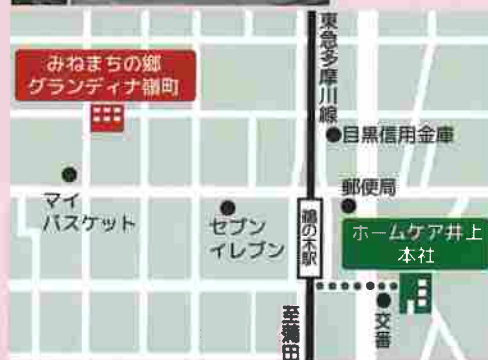 みねまちの郷
グランディナ嶺町
東急多摩川線
目黒信用金庫
マイ
バスケット
セブン
イレブン
郵便局
鵜の木駅
ホームケア井上
本社
交番
至蒲田